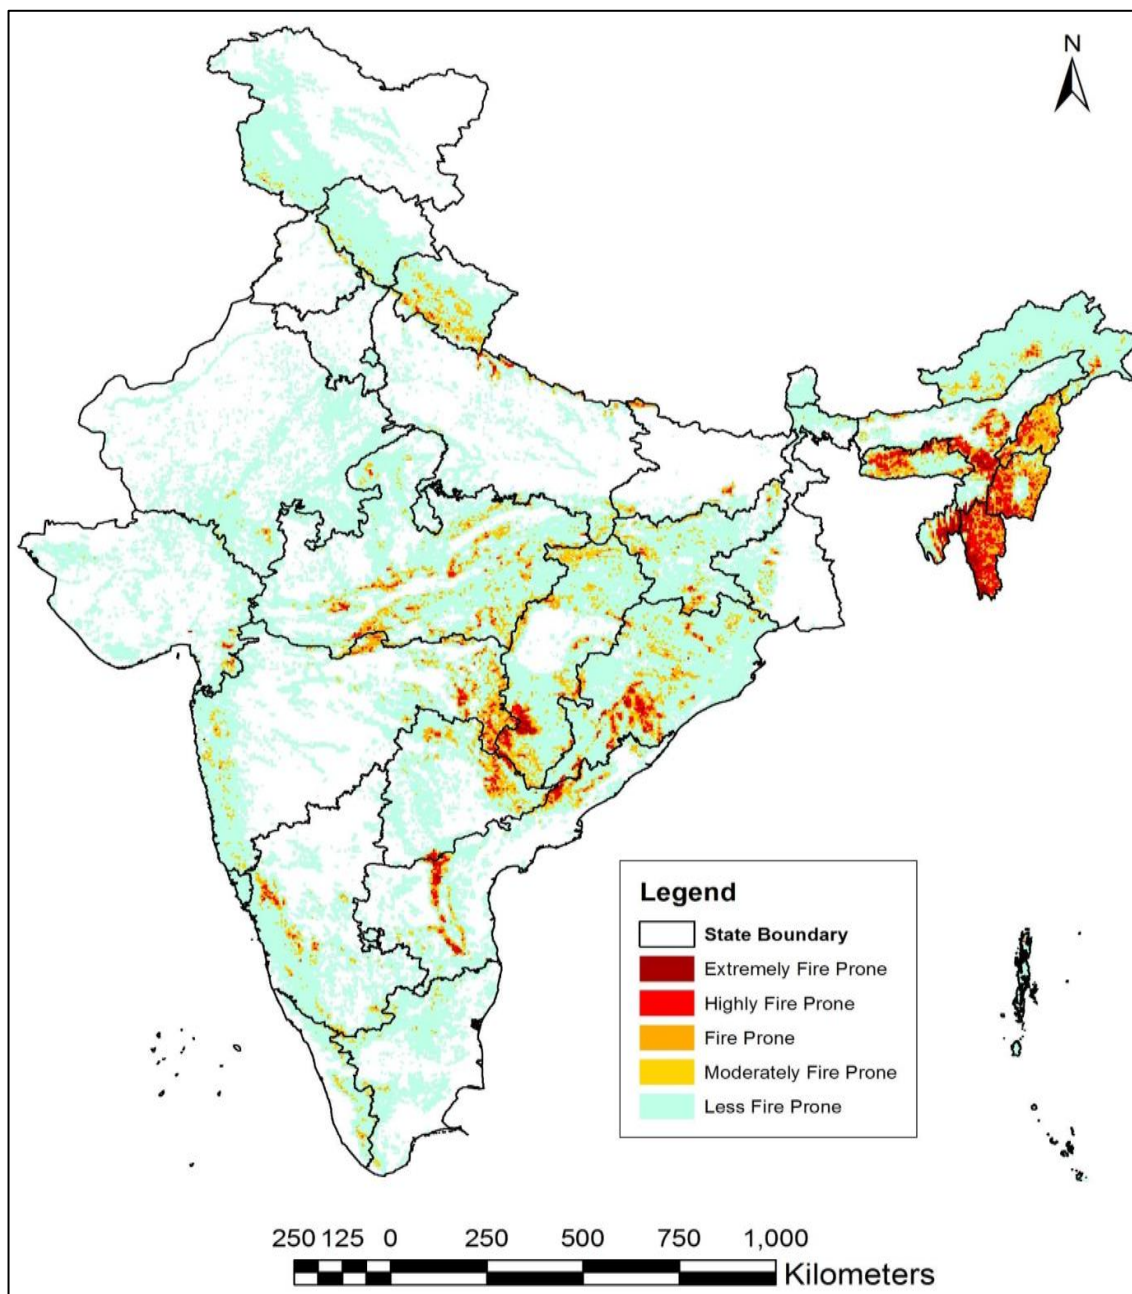 N
Legend
State Boundary
Extremely Fire Prone
Highly Fire Prone
Fire Prone
Moderately Fire Prone
Less Fire Prone
250 125 0 250 500 750 1,000
Kilometers